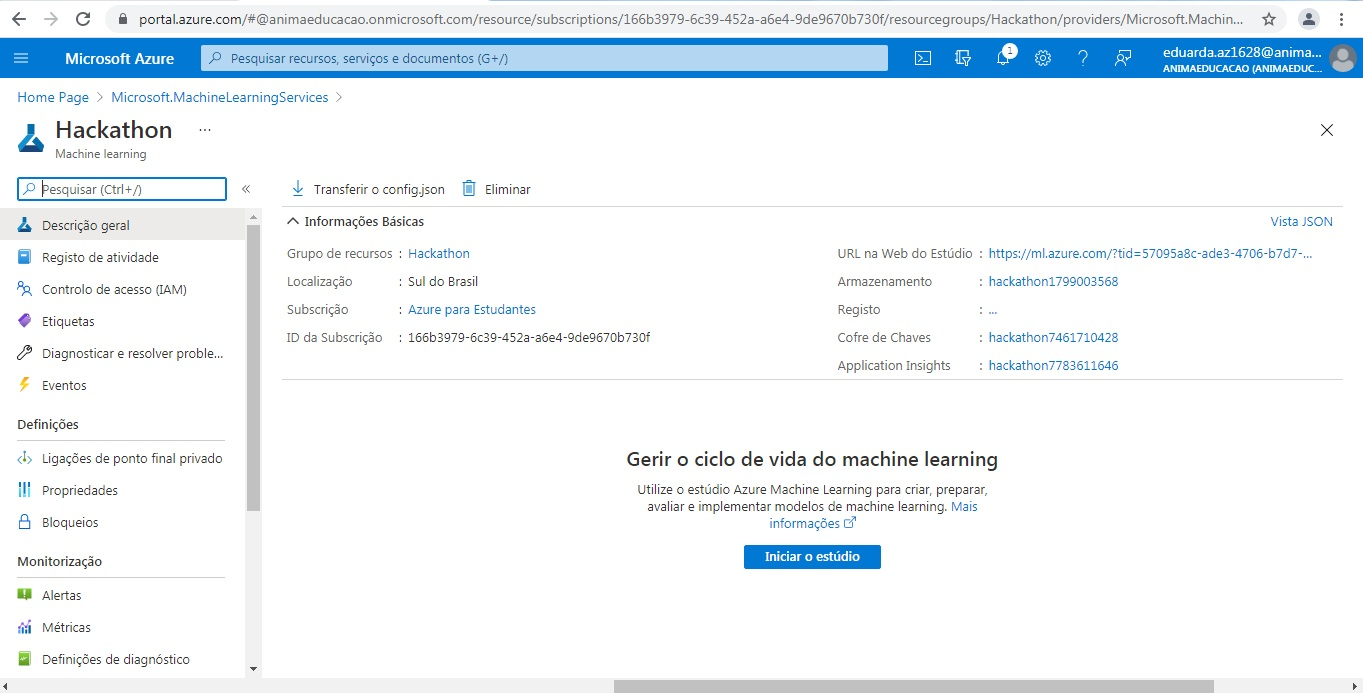 portal.azure.com/#@animaeducacao.onmicrosoft.com/resource/subscriptions/166b3979-6c39-452a-a6e4-9de9670b730f/resourcegroups/Hackathon/providers/Microsoft.Machin...
Microsoft Azure
Pesquisar recursos, serviços e documentos (G+/)
1
eduarda.az1628@anima...
ANIMAEDUCACAO (ANIMAEDUC...
Home Page > Microsoft.MachineLearningServices >
Hackathon ...
Machine learning
Pesquisar (Ctrl+/) «
Descrição geral
Registo de atividade
Controlo de acesso (IAM)
Etiquetas
Diagnosticar e resolver proble...
Eventos
Definições
Ligações de ponto final privado
Propriedades
Bloqueios
Monitorização
Alertas
Métricas
Definições de diagnóstico
Transferir o config.json Eliminar
Informações Básicas Vista JSON
Grupo de recursos : Hackathon
Localização : Sul do Brasil
Subscrição : Azure para Estudantes
ID da Subscrição : 166b3979-6c39-452a-a6e4-9de9670b730f
URL na Web do Estúdio : https://ml.azure.com/?tid=57095a8c-ade3-4706-b7d7-...
Armazenamento : hackathon1799003568
Registo : ...
Cofre de Chaves : hackathon7461710428
Application Insights : hackathon7783611646
Gerir o ciclo de vida do machine learning
Utilize o estúdio Azure Machine Learning para criar, preparar,
avaliar e implementar modelos de machine learning. Mais
informações
Iniciar o estúdio